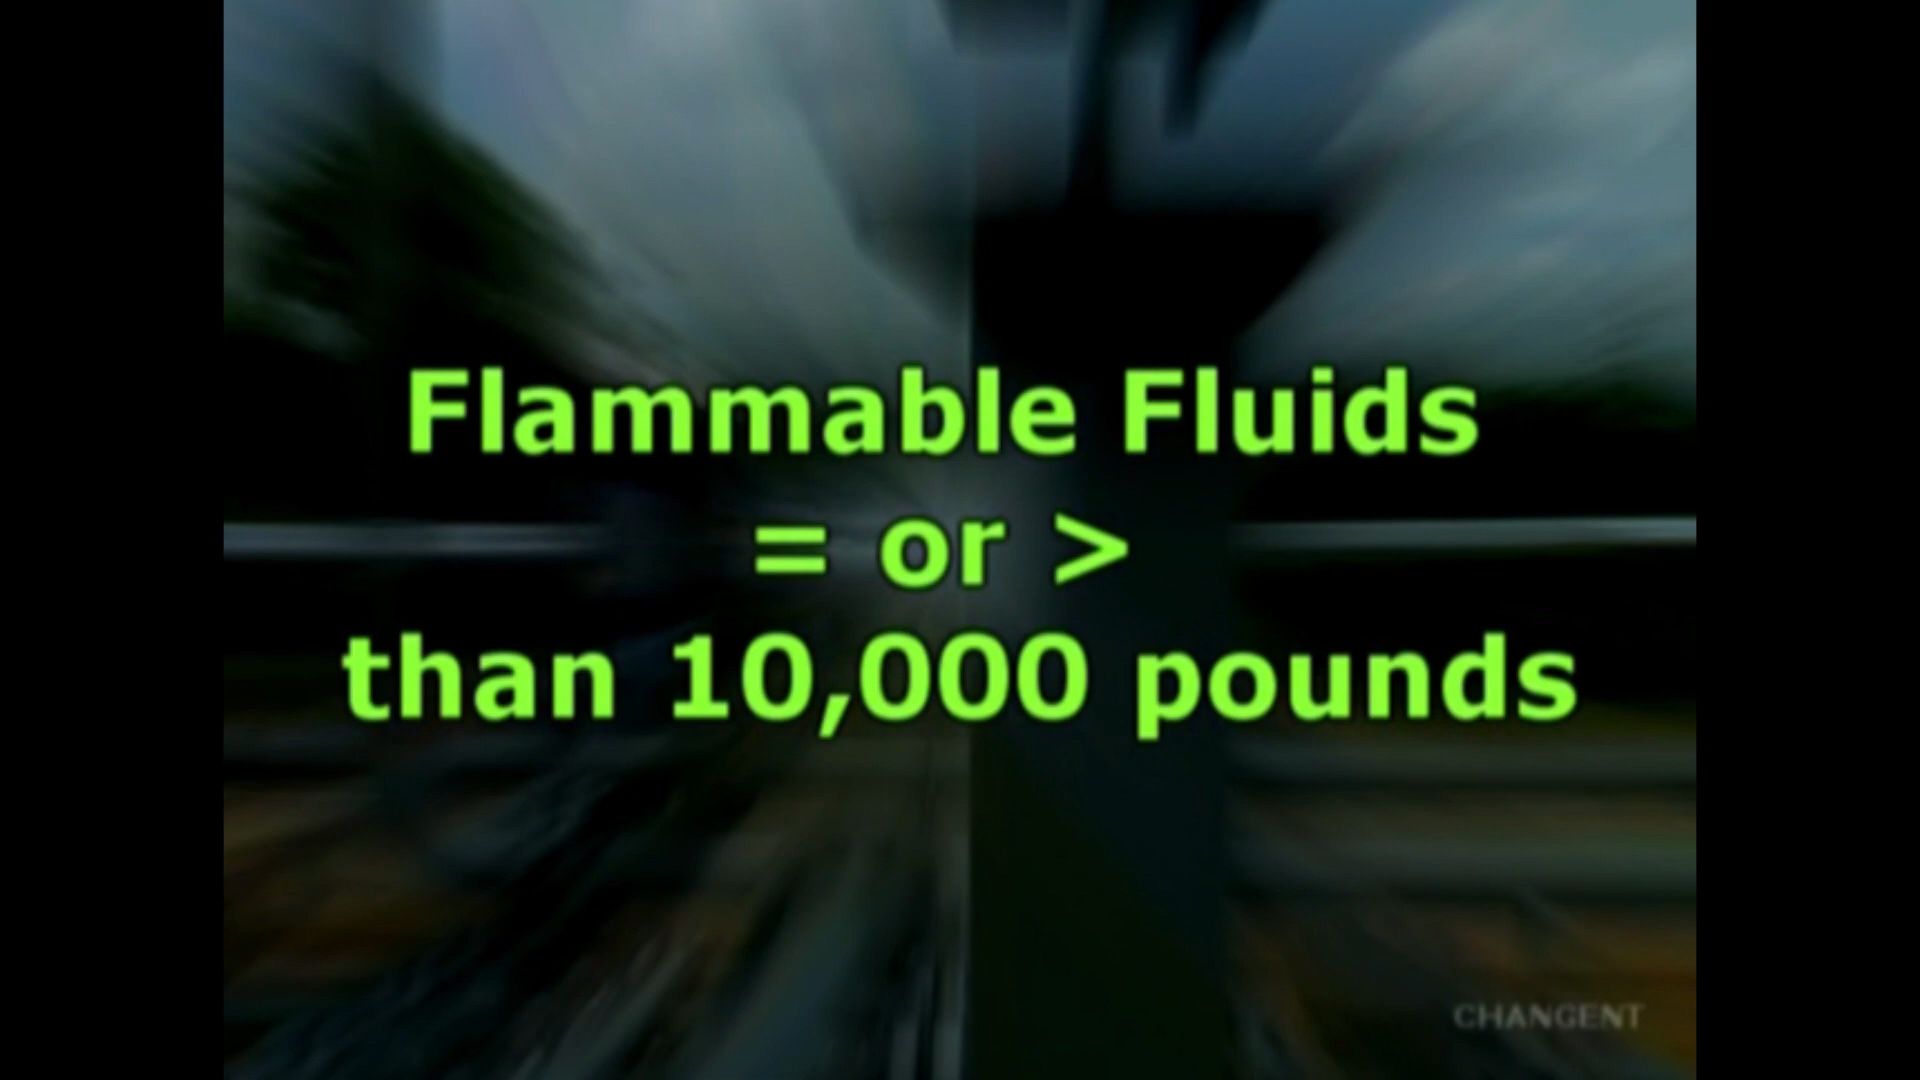 Flammable Fluids
= or >
than 10,000 pounds
CHANGENT